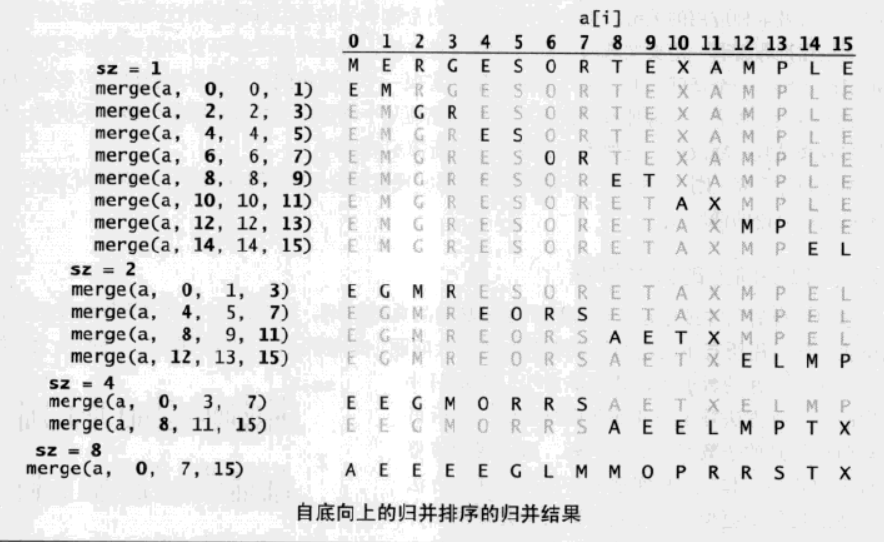 a[i]
0 1 2 3 4 5 6 7 8 9 10 11 12 13 14 15
sz = 1 M E R G E S O R T E X A M P L E
merge(a, 0, 0, 1) E M R G E S O R T E X A M P L E
merge(a, 2, 2, 3) E M G R E S O R T E X A M P L E
merge(a, 4, 4, 5) E M G R E S O R T E X A M P L E
merge(a, 6, 6, 7) E M G R E S O R T E X A M P L E
merge(a, 8, 8, 9) E M G R E S O R E T X A M P L E
merge(a, 10, 10, 11) E M G R E S O R E T A X M P L E
merge(a, 12, 12, 13) E M G R E S O R E T A X M P L E
merge(a, 14, 14, 15) E M G R E S O R E T A X M P E L
sz = 2
merge(a, 0, 1, 3) E G M R E S O R E T A X M P E L
merge(a, 4, 5, 7) E G M R E O R S E T A X M P E L
merge(a, 8, 9, 11) E G M R E O R S A E T X M P E L
merge(a, 12, 13, 15) E G M R E O R S A E T X E L M P
sz = 4
merge(a, 0, 3, 7) E E G M O R R S A E T X E L M P
merge(a, 8, 11, 15) E E G M O R R S A E E L M P T X
sz = 8
merge(a, 0, 7, 15) A E E E E G L M M O P R R S T X
自底向上的归并排序的归并结果